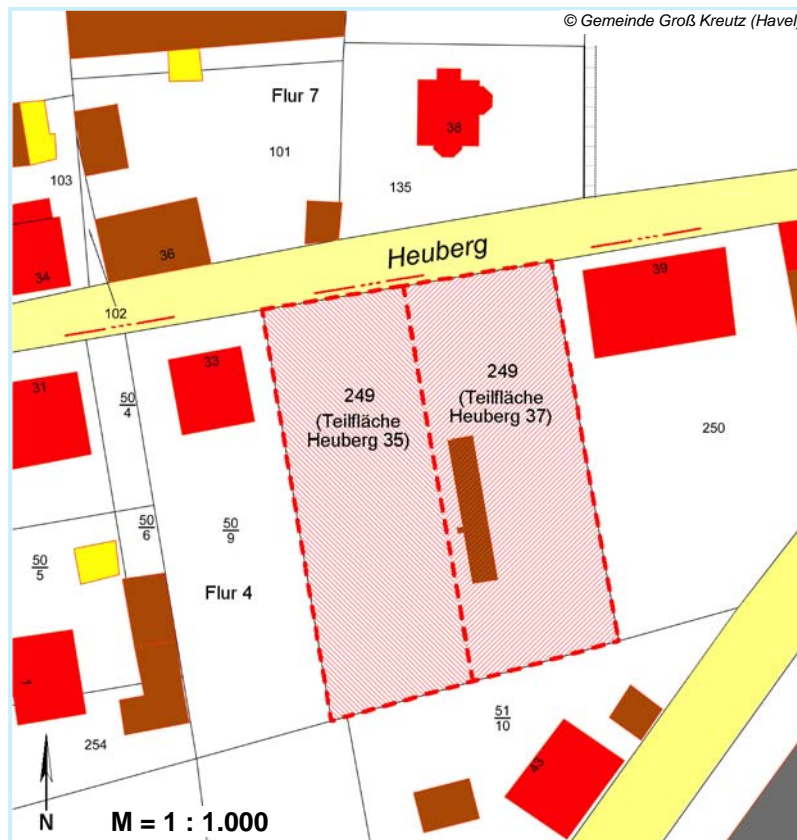 © Gemeinde Groß Kreutz (Havel)
Flur 7
101
38
103
135
36
34
Heuberg
102
39
31
33
50
4
249
(Teilfläche
Heuberg 35)
249
(Teilfläche
Heuberg 37)
250
50
5
50
6
50
9
Flur 4
1
254
51
10
43
N
M = 1 : 1.000